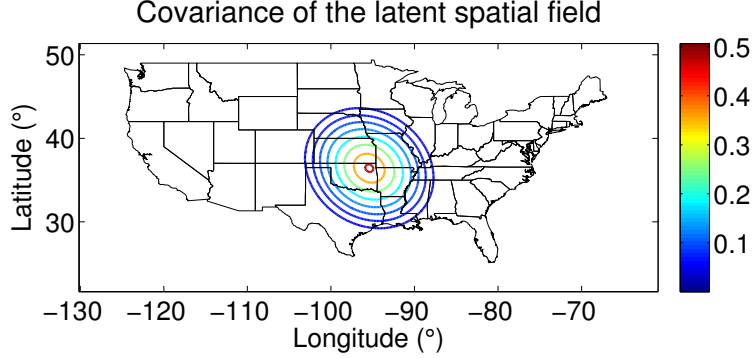 Covariance of the latent spatial field
50
40
30
Latitude (°)
−130 −120 −110 −100 −90 −80 −70
Longitude (°)
0.5
0.4
0.3
0.2
0.1